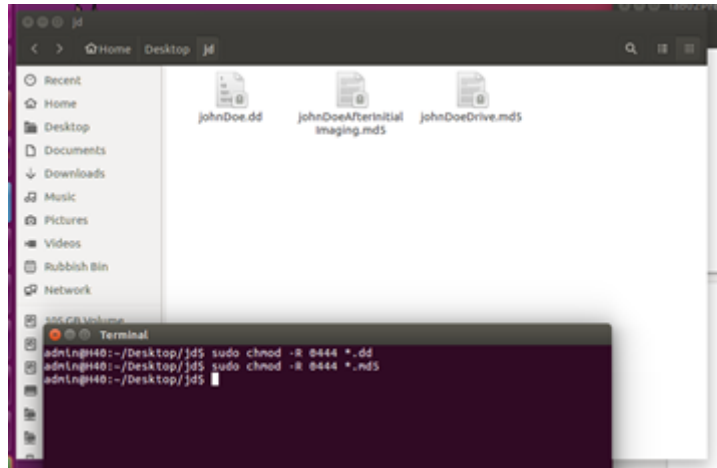 jd
Home Desktop jd
Recent
Home
Desktop
Documents
Downloads
Music
Pictures
Videos
Rubbish Bin
Network
105 GB Volume
johnDoe.dd
johnDoeAfterInitial
Imaging.md5
johnDoeDrive.md5
Terminal
admin@H40:~/Desktop/jd$ sudo chmod -R 0444 *.dd
admin@H40:~/Desktop/jd$ sudo chmod -R 0444 *.md5
admin@H40:~/Desktop/jd$